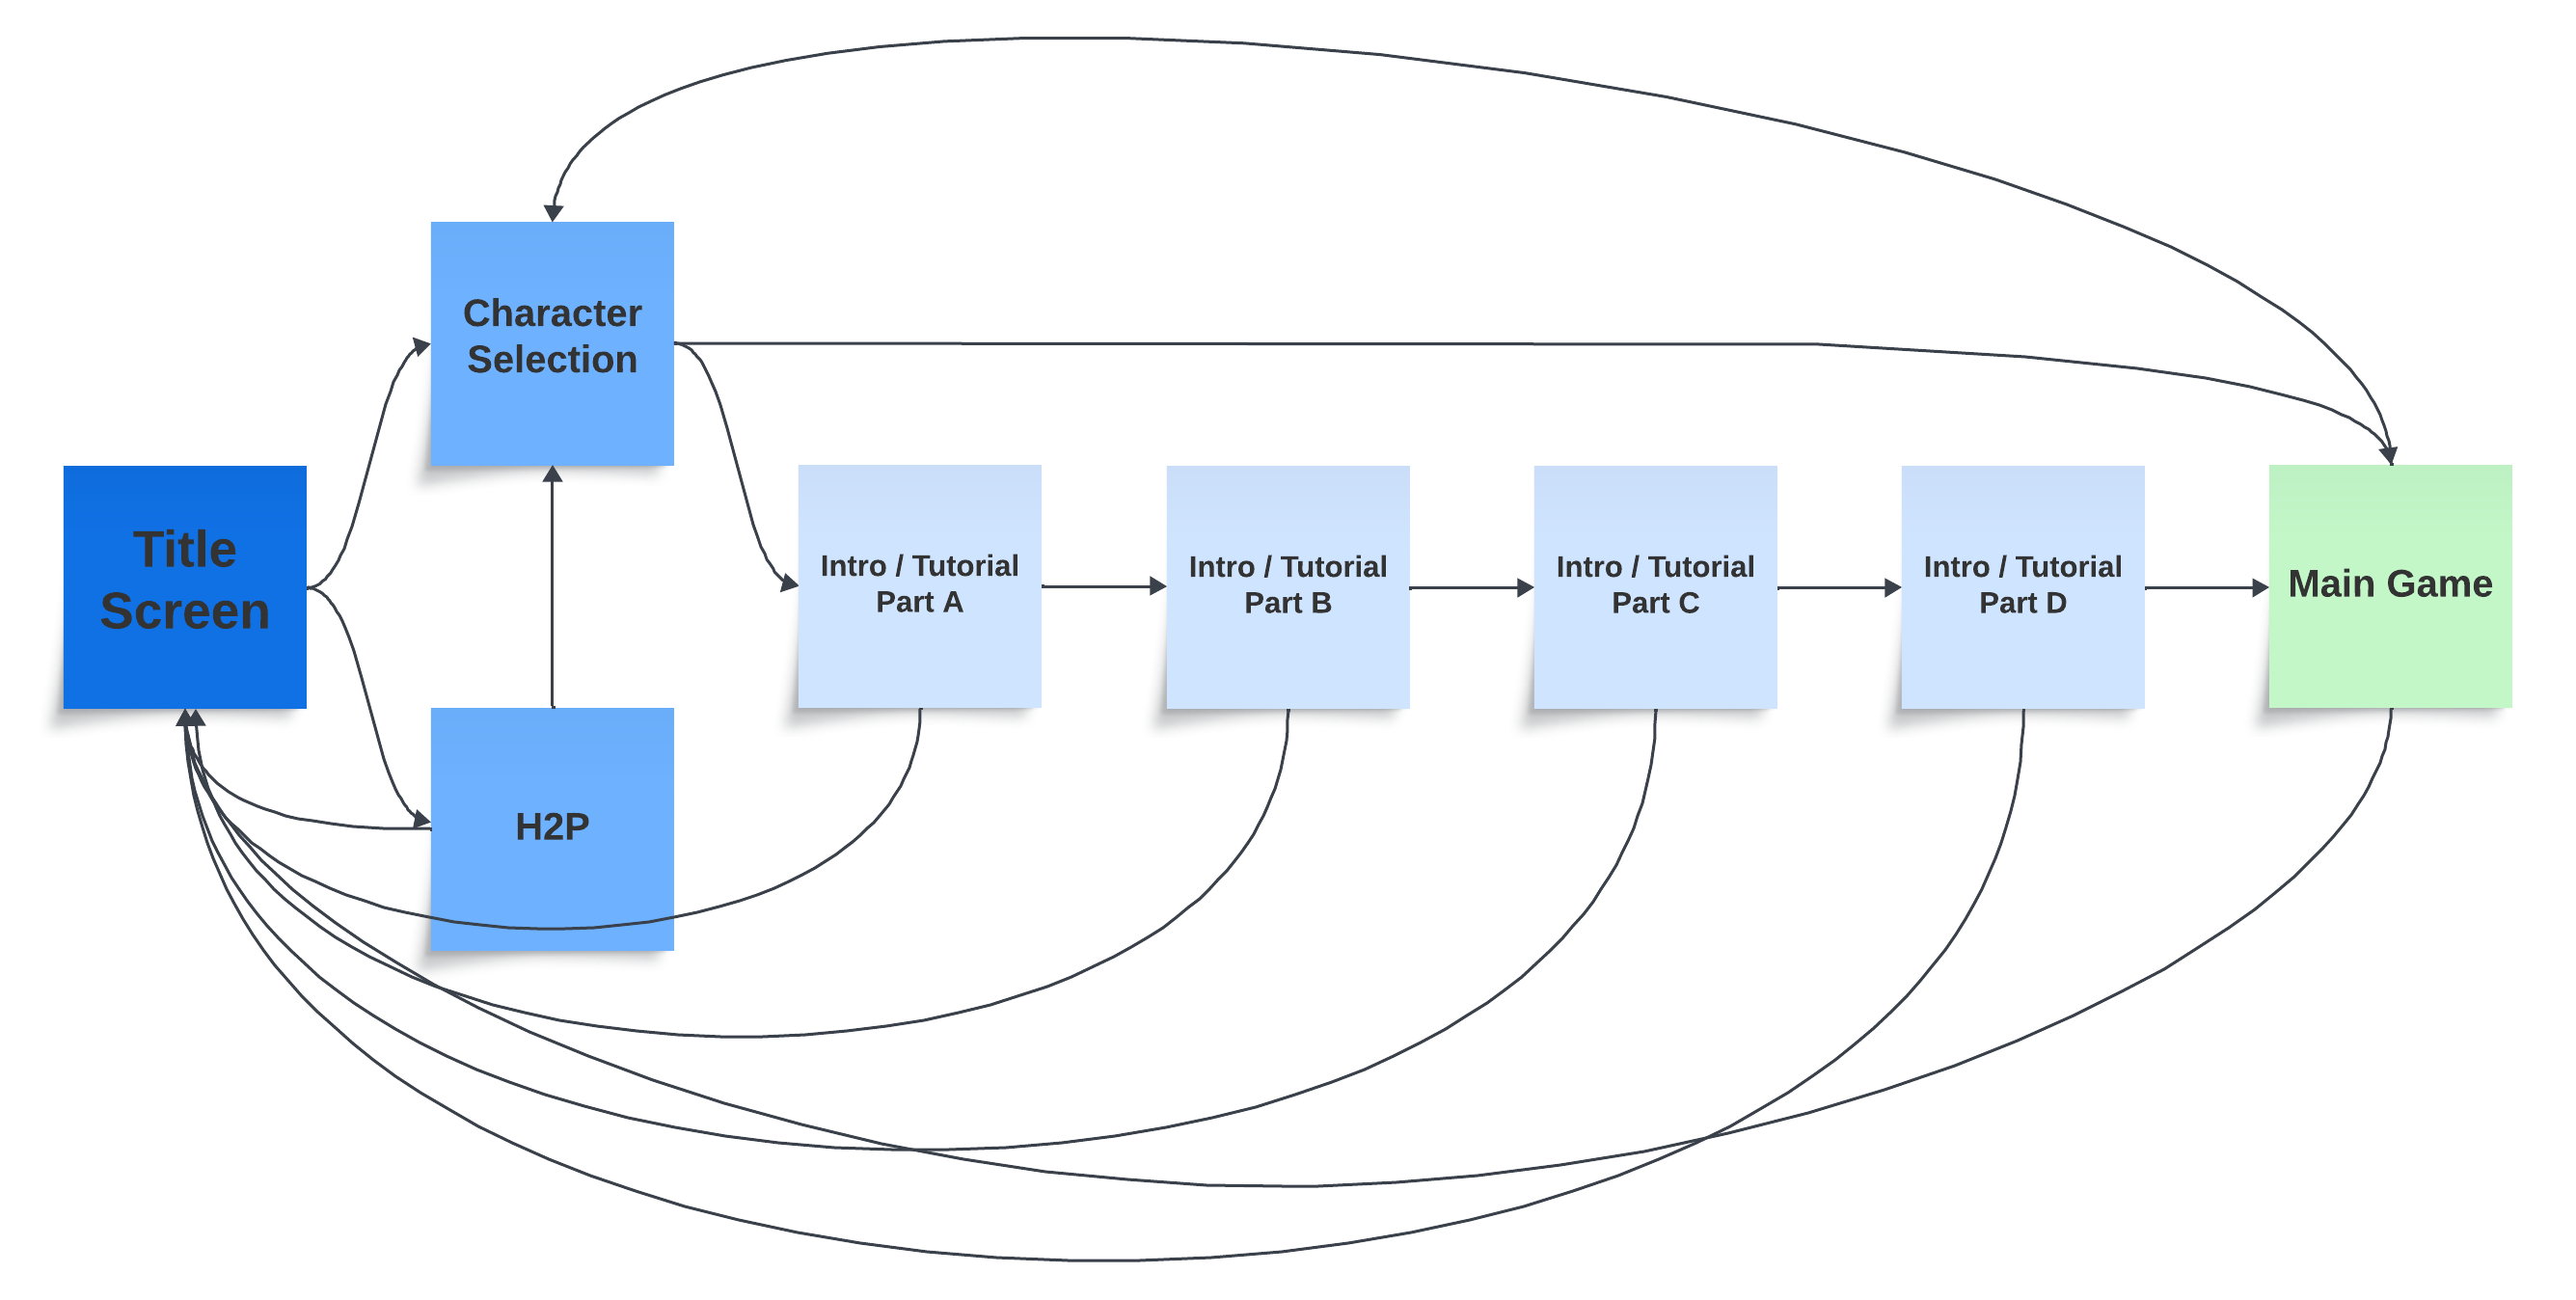 Character
Selection
Title
Screen
Intro / Tutorial
Part A
Intro / Tutorial
Part B
Intro / Tutorial
Part C
Intro / Tutorial
Part D
Main Game
H2P